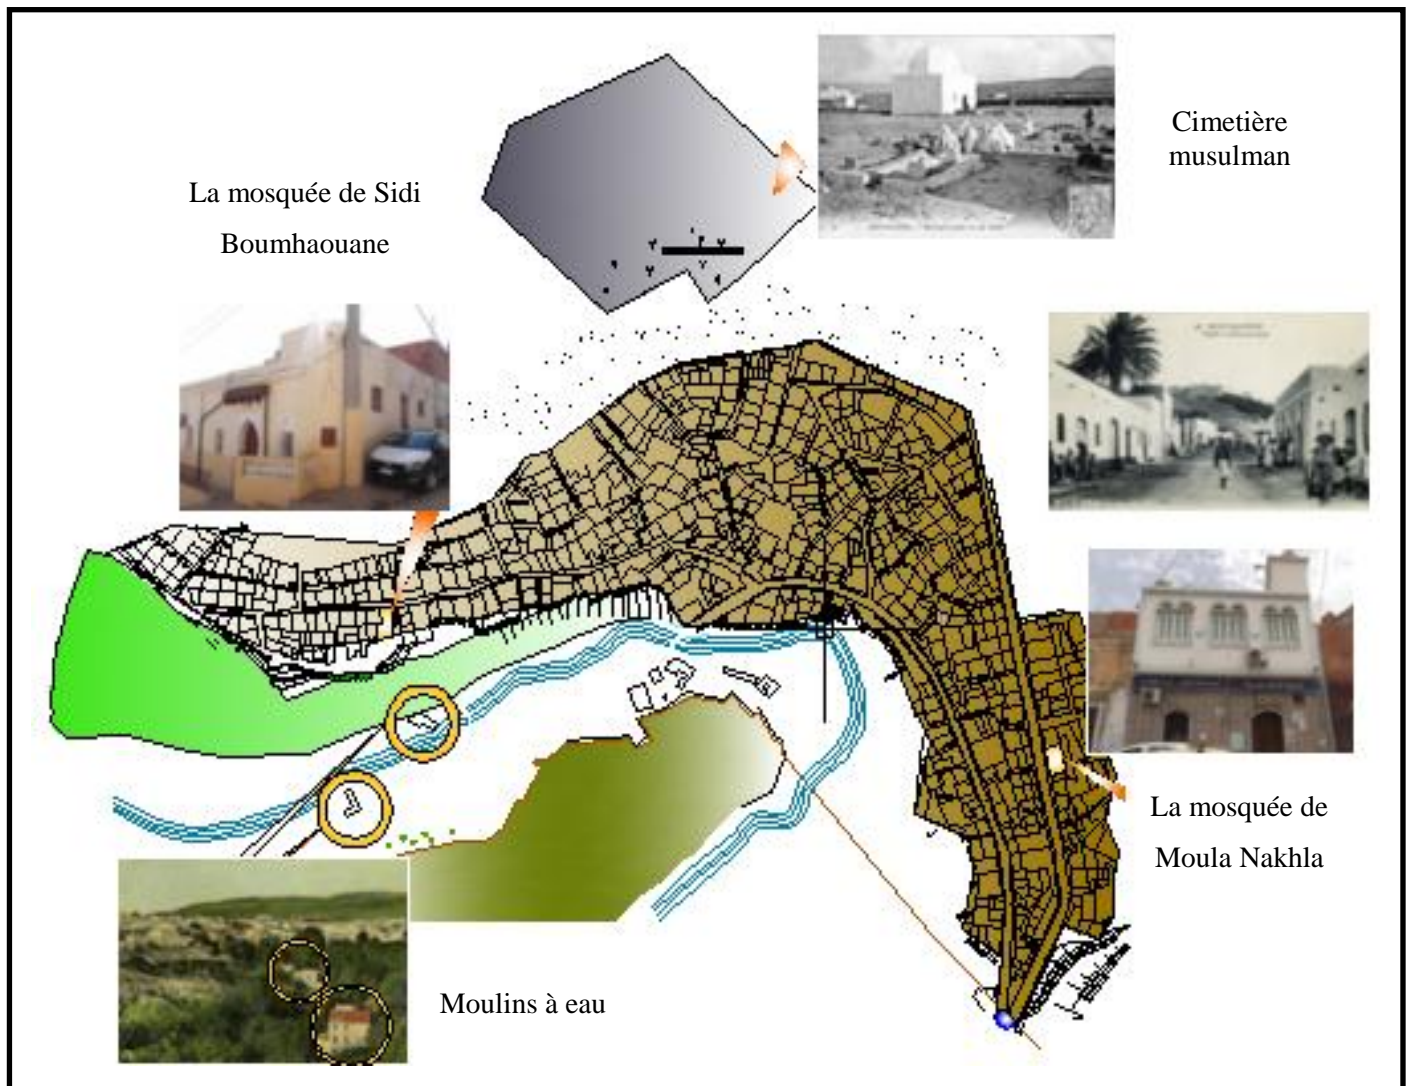 Cimetière
musulman
La mosquée de Sidi
Boumhaouane
La mosquée de
Moula Nakhla
Moulins à eau